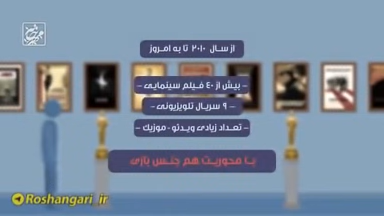 از سال ۲۰۱۰ تا به امروز
- بیش از ۴۰ فیلم سینمایی -
- ۹ سریال تلویزیونی -
- تعداد زیادی ویدئو - موزیک -
با محوریت هم جنس بازی
Roshangari_ir